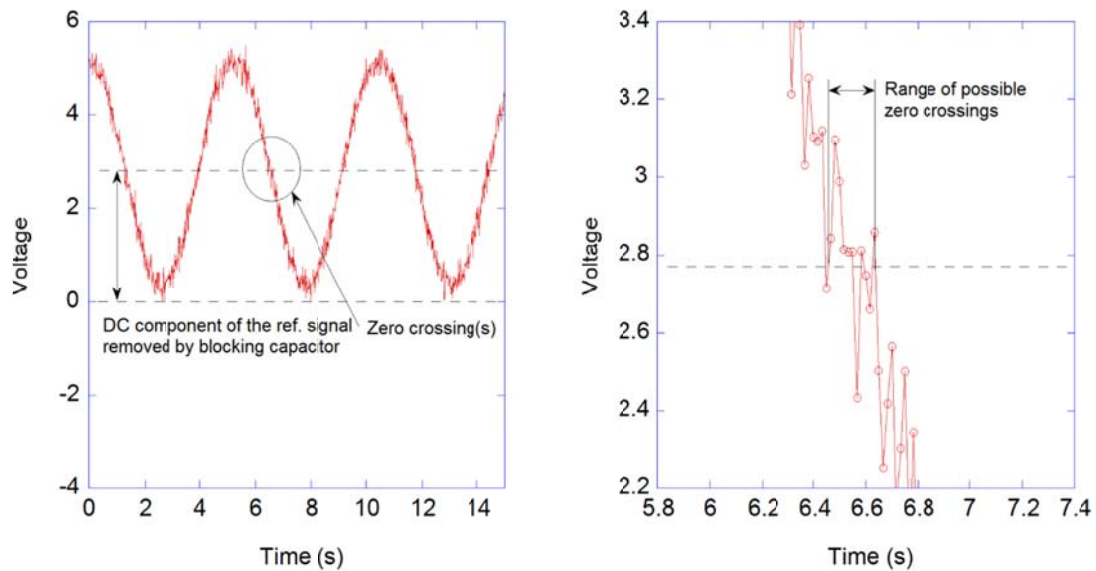 6
4
2
0
-2
-4
Voltage
DC component of the ref. signal
removed by blocking capacitor
Zero crossing(s)
0 2 4 6 8 10 12 14
Time (s)
3.4
3.2
3
2.8
2.6
2.4
2.2
Voltage
Range of possible
zero crossings
5.8 6 6.2 6.4 6.6 6.8 7 7.2 7.4
Time (s)